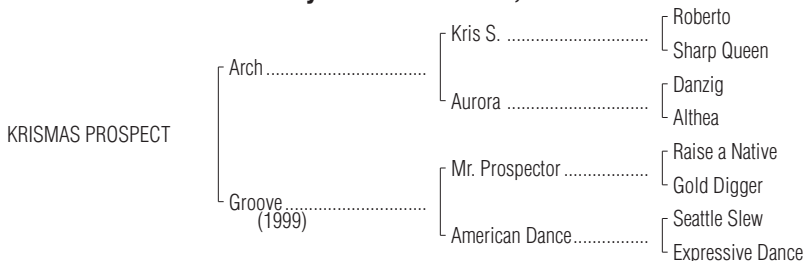 Roberto
Kris S. ......................................
Sharp Queen
Arch ...........................................
Danzig
Aurora ......................................
Althea
KRISMAS PROSPECT
Raise a Native
Mr. Prospector ......................
Gold Digger
Groove ......................................
(1999)
Seattle Slew
American Dance ....................
Expressive Dance